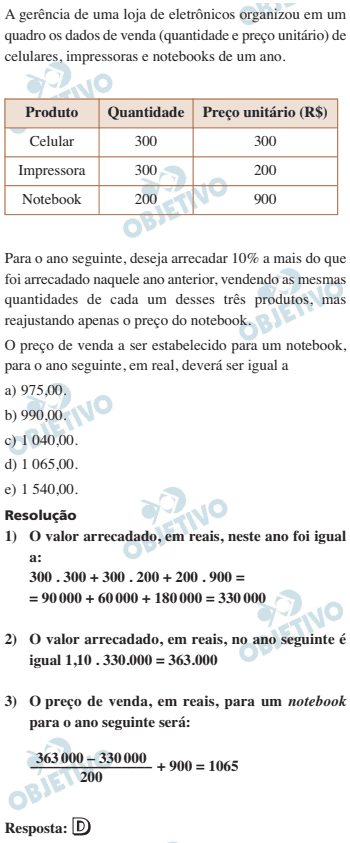 A gerência de uma loja de eletrônicos organizou em um
quadro os dados de venda (quantidade e preço unitário) de
celulares, impressoras e notebooks de um ano.
OBJETIVO
Produto Quantidade Preço unitário (R$)
Celular 300 300
Impressora 300 200
Notebook 200 900
OBJETIVO
Para o ano seguinte, deseja arrecadar 10% a mais do que
foi arrecadado naquele ano anterior, vendendo as mesmas
quantidades de cada um desses três produtos, mas
reajustando apenas o preço do notebook.
OBJETIVO
O preço de venda a ser estabelecido para um notebook,
para o ano seguinte, em real, deverá ser igual a
a) 975,00.
b) 990,00.
c) 1 040,00.
OBJETIVO
d) 1 065,00.
e) 1 540,00.
Resolução
1) O valor arrecadado, em reais, neste ano foi igual
a:
OBJETIVO
300 . 300 + 300 . 200 + 200 . 900 =
= 90 000 + 60 000 + 180 000 = 330 000
2) O valor arrecadado, em reais, no ano seguinte é
igual 1,10 . 330.000 = 363.000
OBJETIVO
3) O preço de venda, em reais, para um notebook
para o ano seguinte será:
363 000 – 330 000
200
+ 900 = 1065
OBJETIVO
Resposta: D